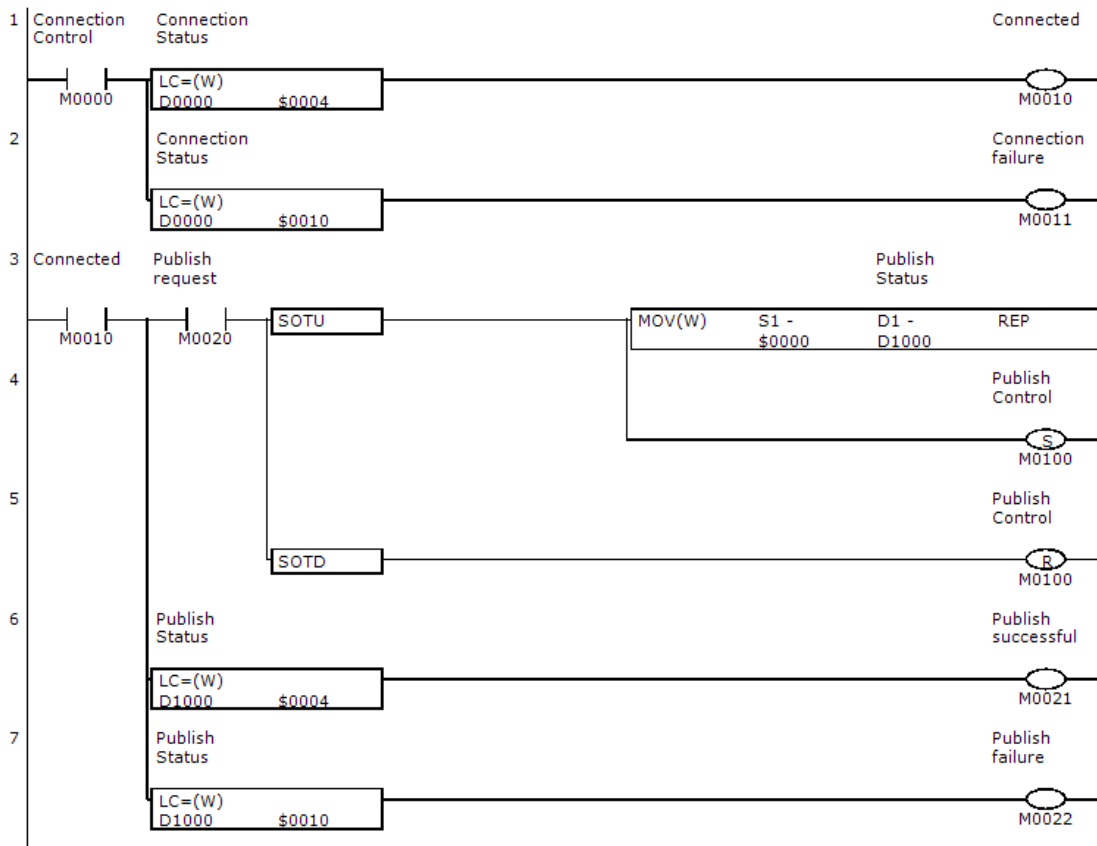 1 Connection Connection Connected
Control Status
LC=(W)
M0000 D0000 $0004 M0010
2 Connection Connection
Status failure
LC=(W)
D0000 $0010 M0011
3 Connected Publish Publish
request Status
SOTU MOV(W) S1 - D1 - REP
M0010 M0020 $0000 D1000
4 Publish
Control
S
M0100
5 Publish
Control
SOTD R
M0100
6 Publish Publish
Status successful
LC=(W)
D1000 $0004 M0021
7 Publish Publish
Status failure
LC=(W)
D1000 $0010 M0022